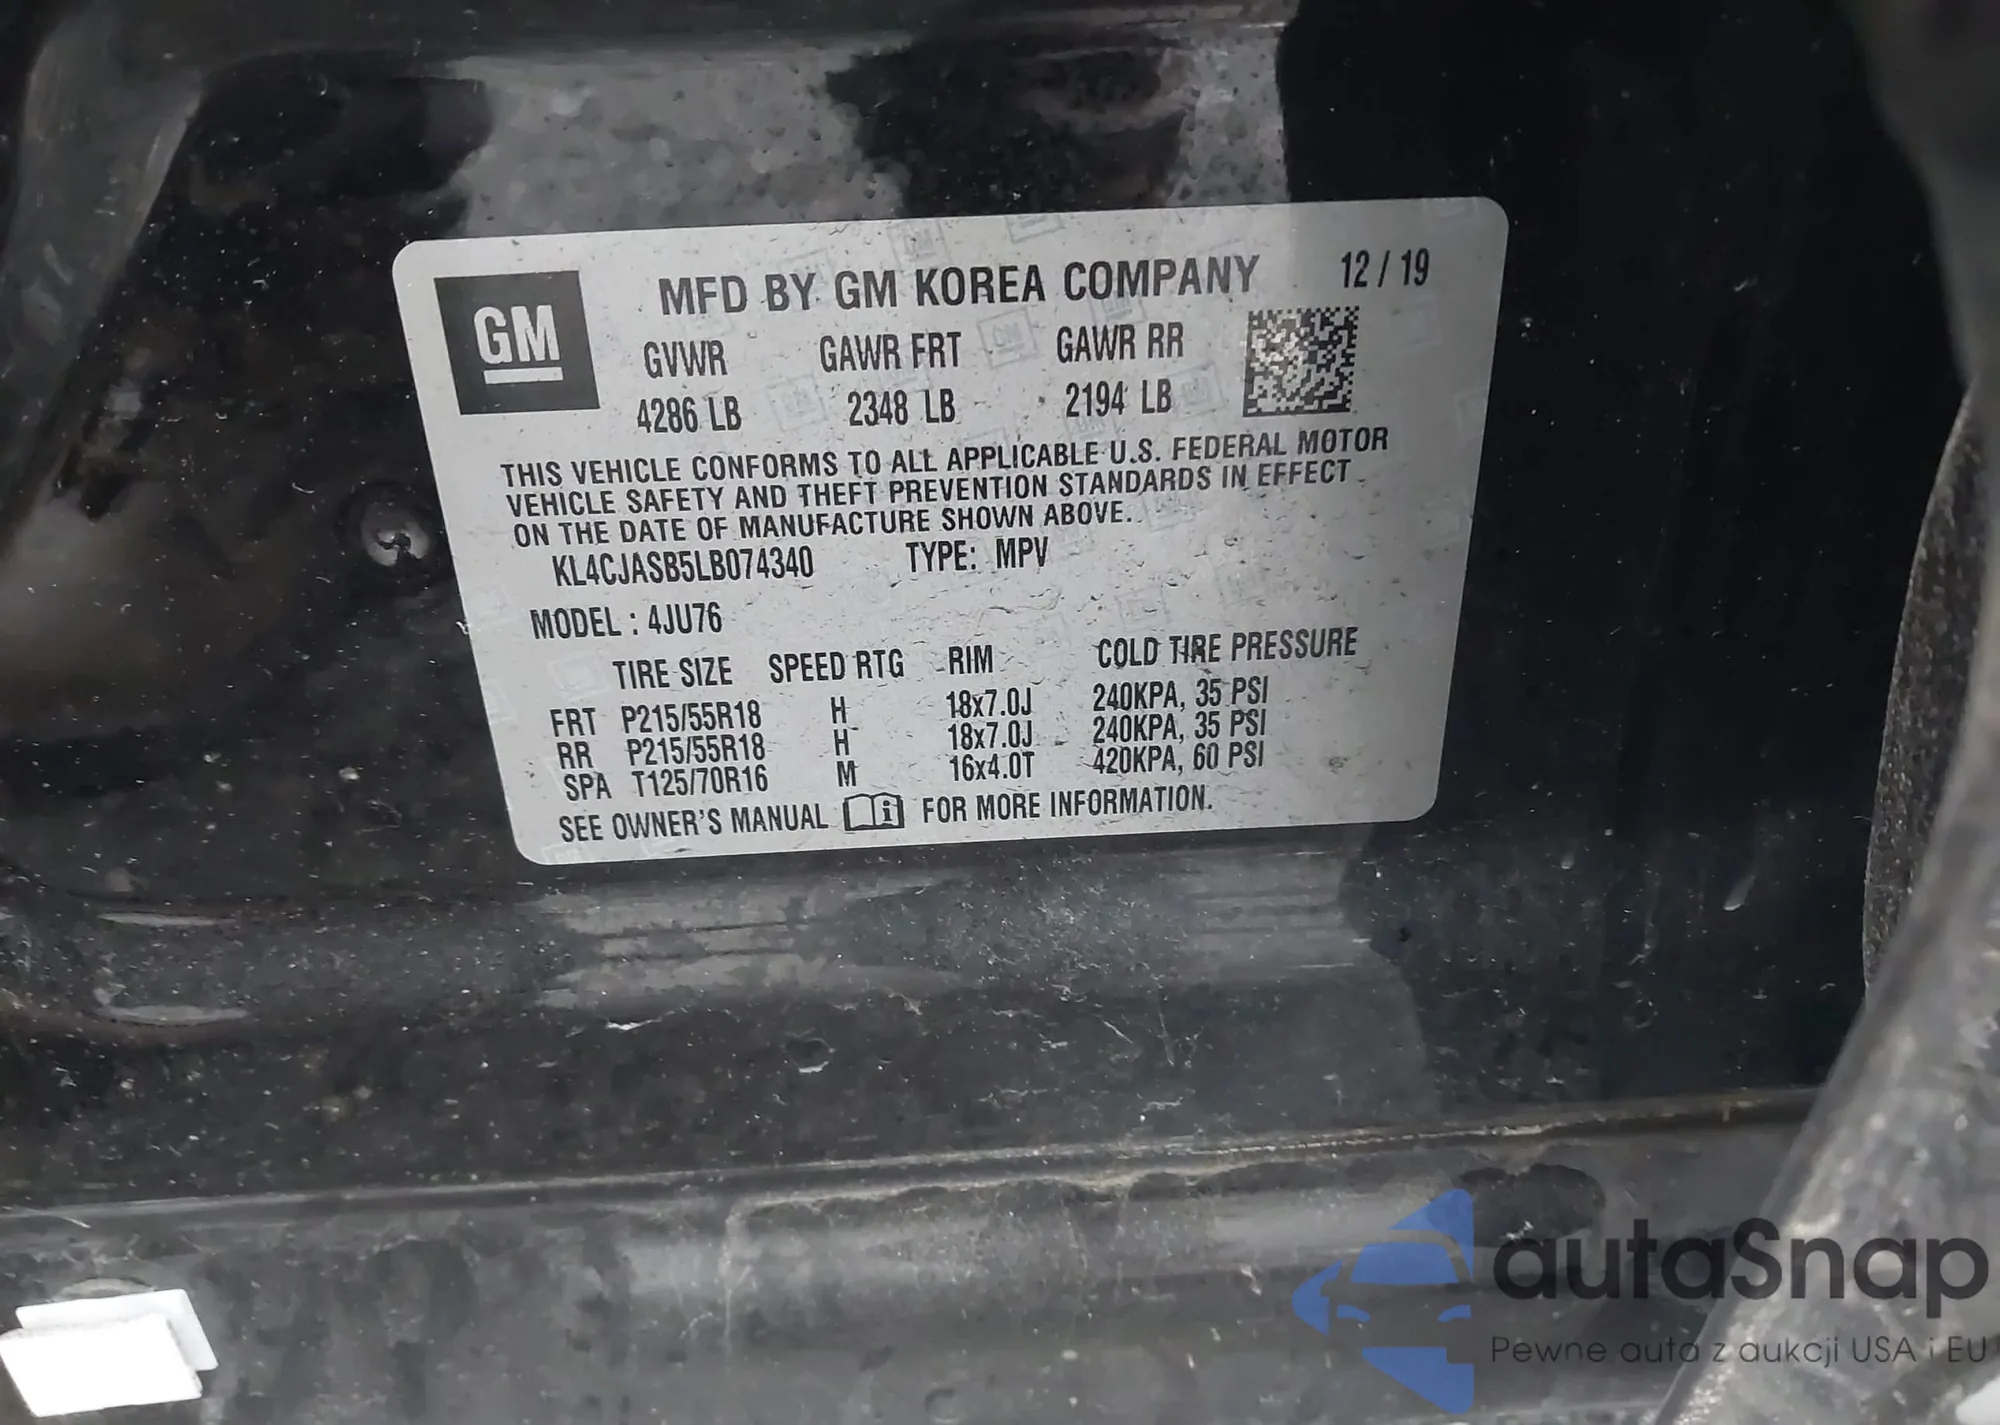 GM
MFD BY GM KOREA COMPANY 12 / 19
GVWR GAWR FRT GAWR RR
4286 LB 2348 LB 2194 LB
THIS VEHICLE CONFORMS TO ALL APPLICABLE U.S. FEDERAL MOTOR
VEHICLE SAFETY AND THEFT PREVENTION STANDARDS IN EFFECT
ON THE DATE OF MANUFACTURE SHOWN ABOVE.
KL4CJASB5LB074340 TYPE: MPV
MODEL : 4JU76
TIRE SIZE SPEED RTG RIM COLD TIRE PRESSURE
FRT P215/55R18 H 18x7.0J 240KPA, 35 PSI
RR P215/55R18 H 18x7.0J 240KPA, 35 PSI
SPA T125/70R16 M 16x4.0T 420KPA, 60 PSI
SEE OWNER'S MANUAL FOR MORE INFORMATION.
autaSnap
Pewne auta z aukcji USA i EU